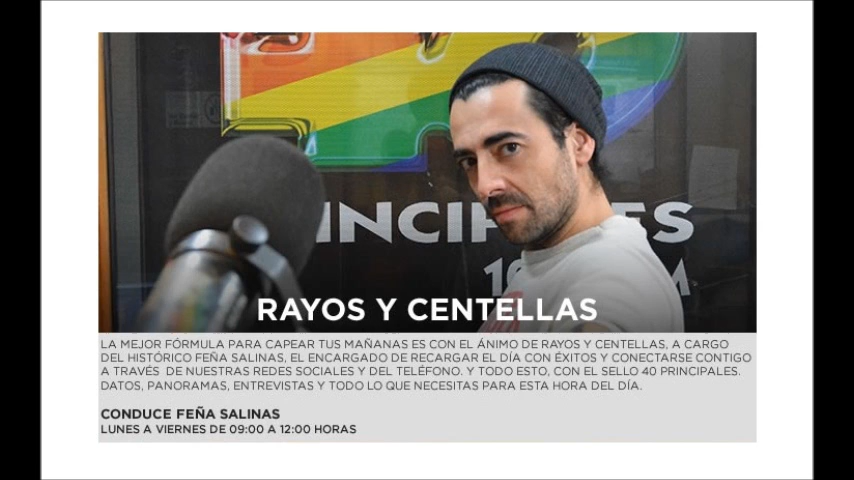 RAYOS Y CENTELLAS
LA MEJOR FÓRMULA PARA CAPEAR TUS MAÑANAS ES CON EL ÁNIMO DE RAYOS Y CENTELLAS, A CARGO
DEL HISTÓRICO FEÑA SALINAS, EL ENCARGADO DE RECARGAR EL DÍA CON ÉXITOS Y CONECTARSE CONTIGO
A TRAVÉS DE NUESTRAS REDES SOCIALES Y DEL TELÉFONO. Y TODO ESTO, CON EL SELLO 40 PRINCIPALES.
DATOS, PANORAMAS, ENTREVISTAS Y TODO LO QUE NECESITAS PARA ESTA HORA DEL DÍA.
CONDUCE FEÑA SALINAS
LUNES A VIERNES DE 09:00 A 12:00 HORAS